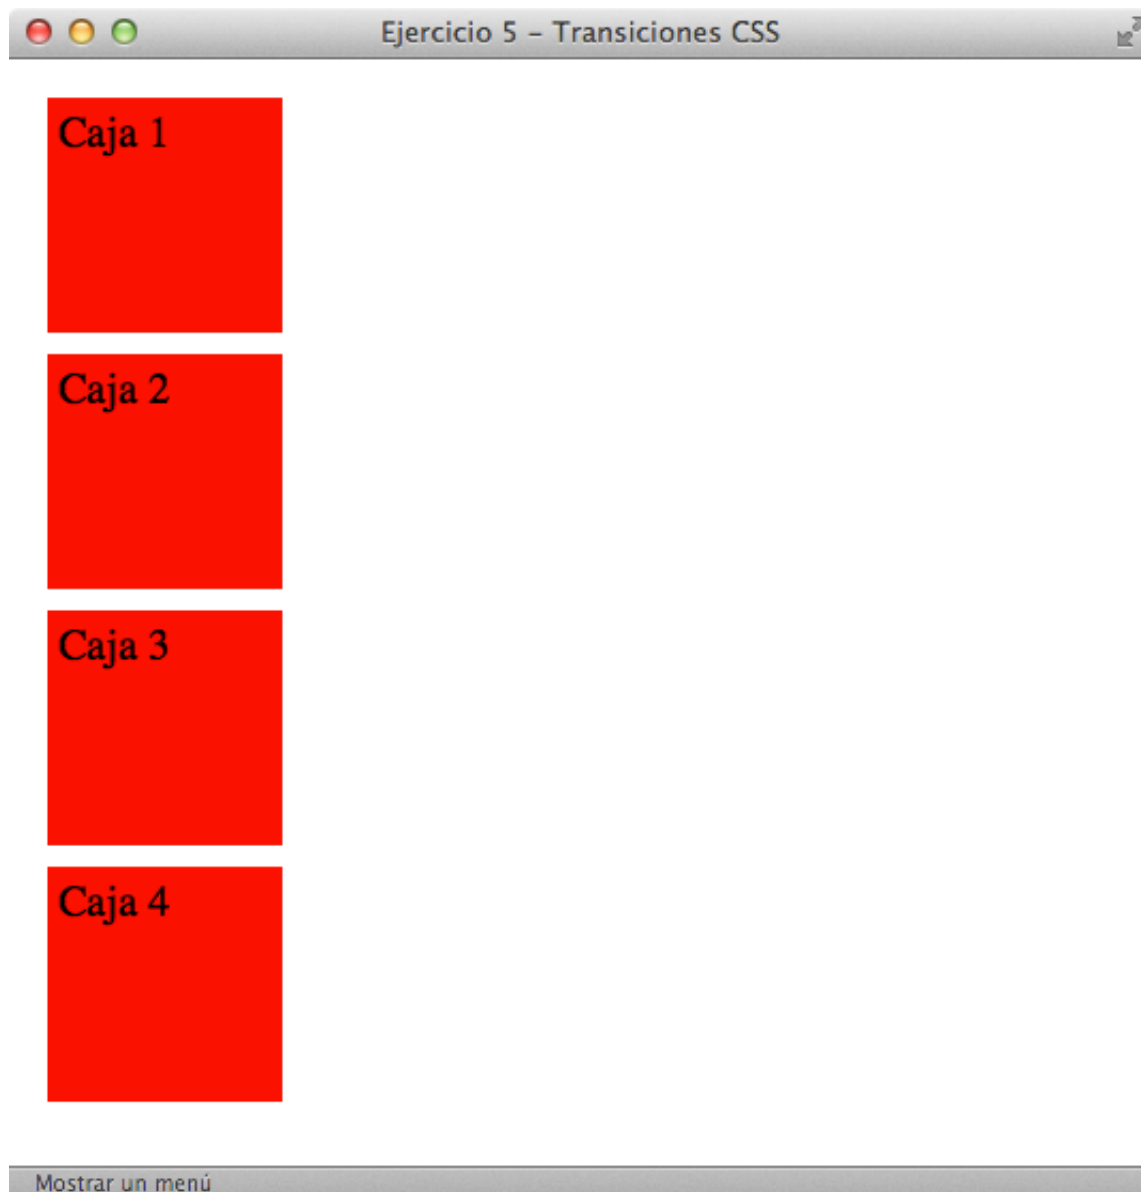 Ejercicio 5 – Transiciones CSS
Caja 1
Caja 2
Caja 3
Caja 4
Mostrar un menú